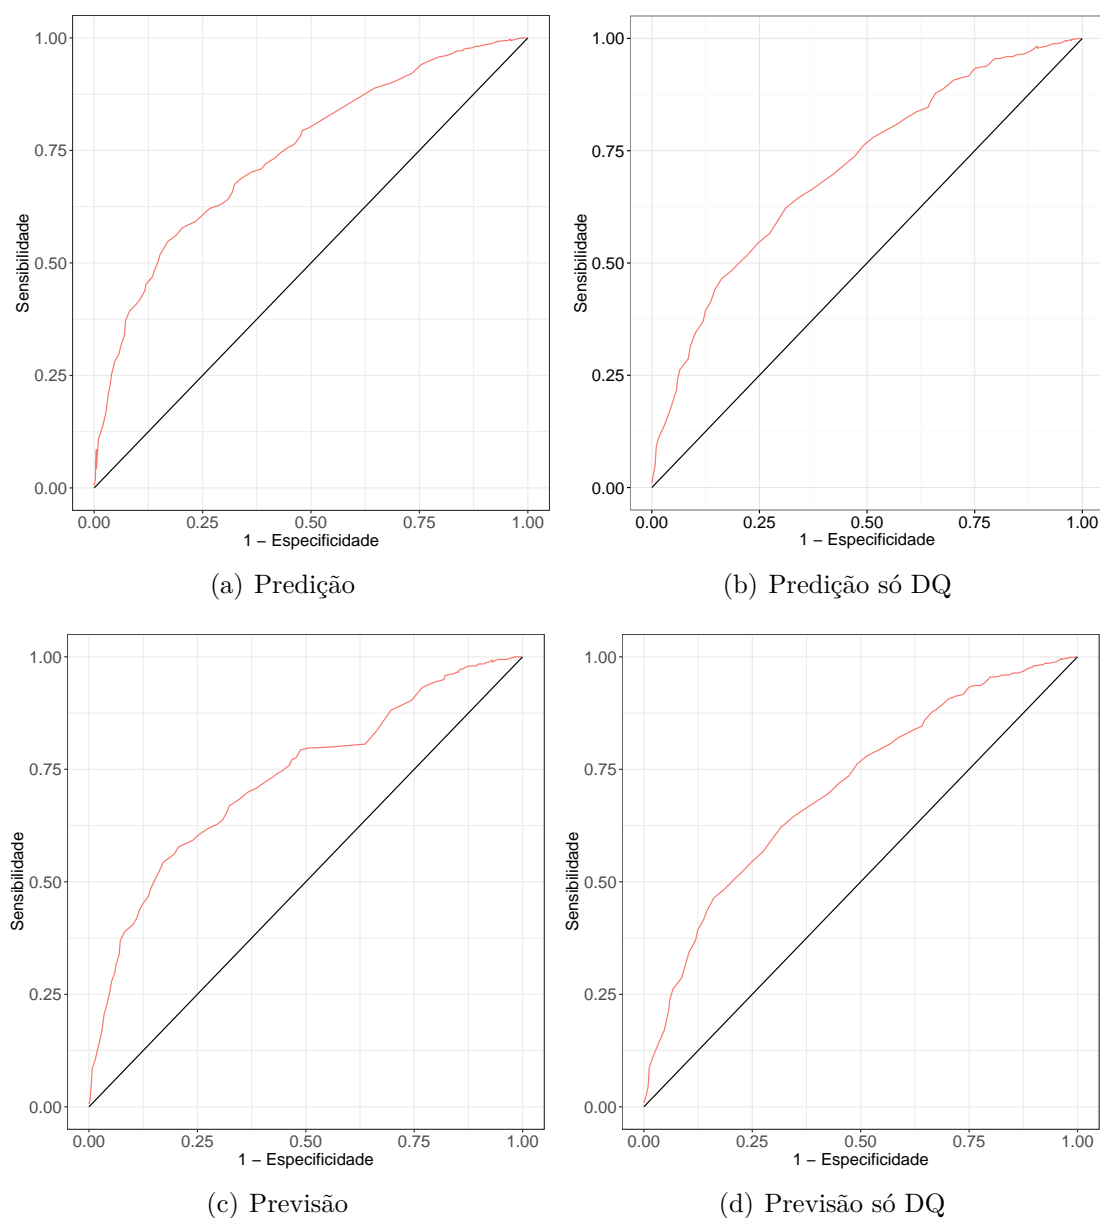 1.00
0.75
0.50
0.25
0.00
Sensibilidade
0.00 0.25 0.50 0.75 1.00
1 − Especificidade
(a) Predição
1.00
0.75
0.50
0.25
0.00
Sensibilidade
0.00 0.25 0.50 0.75 1.00
1 − Especificidade
(b) Predição só DQ
1.00
0.75
0.50
0.25
0.00
Sensibilidade
0.00 0.25 0.50 0.75 1.00
1 − Especificidade
(c) Previsão
1.00
0.75
0.50
0.25
0.00
Sensibilidade
0.00 0.25 0.50 0.75 1.00
1 − Especificidade
(d) Previsão só DQ